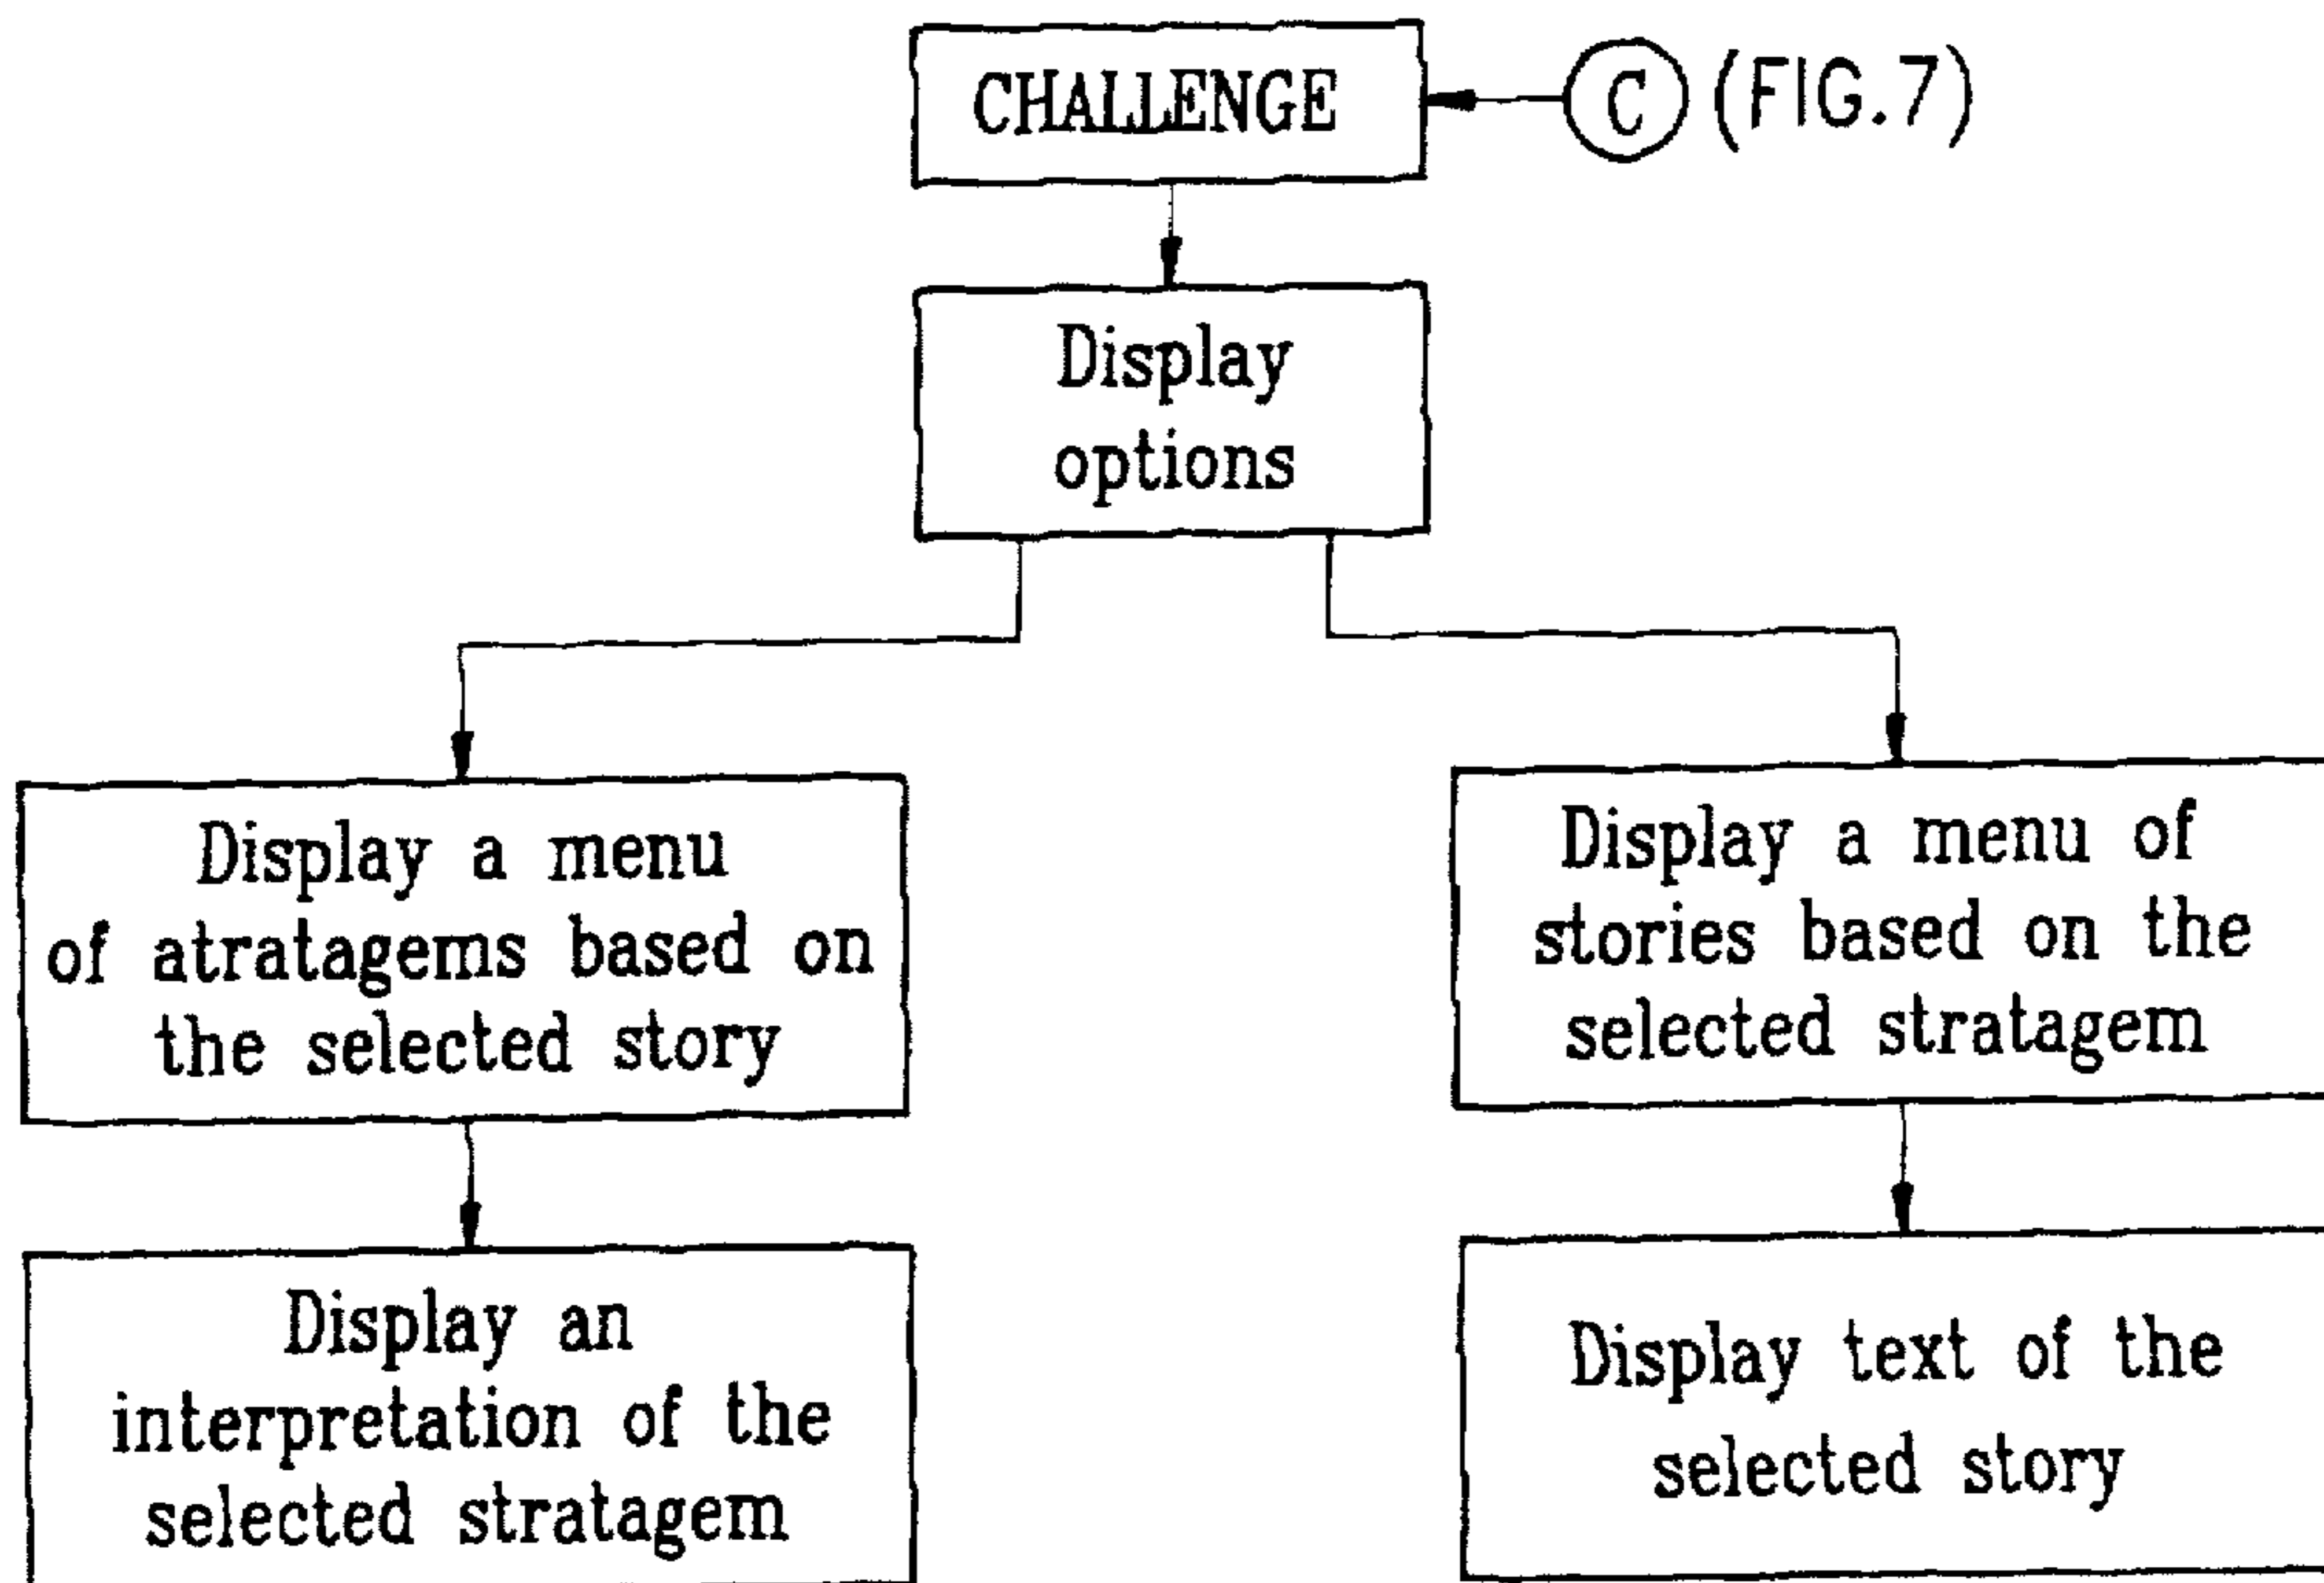 CHALLENGE
C (FIG.7)
Display
options
Display a menu
of atratagems based on
the selected story
Display a menu of
stories based on the
selected stratagem
Display an
interpretation of the
selected stratagem
Display text of the
selected story